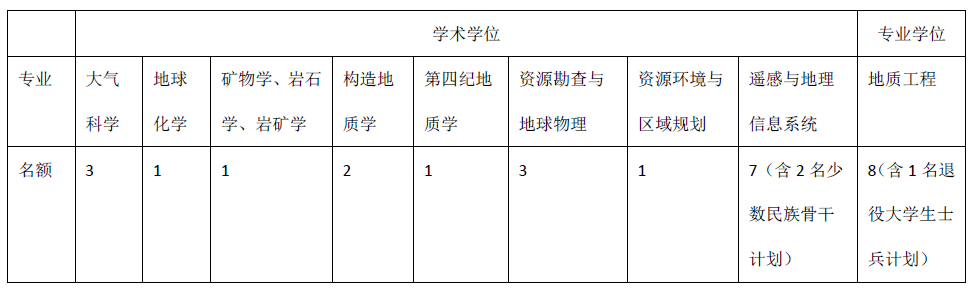 学术学位 专业学位
专业 大气 地球 矿物学、岩石 构造地 第四纪地 资源勘查与 资源环境与 遥感与地理 地质工程
科学 化学 学、岩矿学 质学 质学 地球物理 区域规划 信息系统
名额 3 1 1 2 1 3 1 7（含 2 名少 8（含 1 名退
数民族骨干 役大学生士
计划） 兵计划）